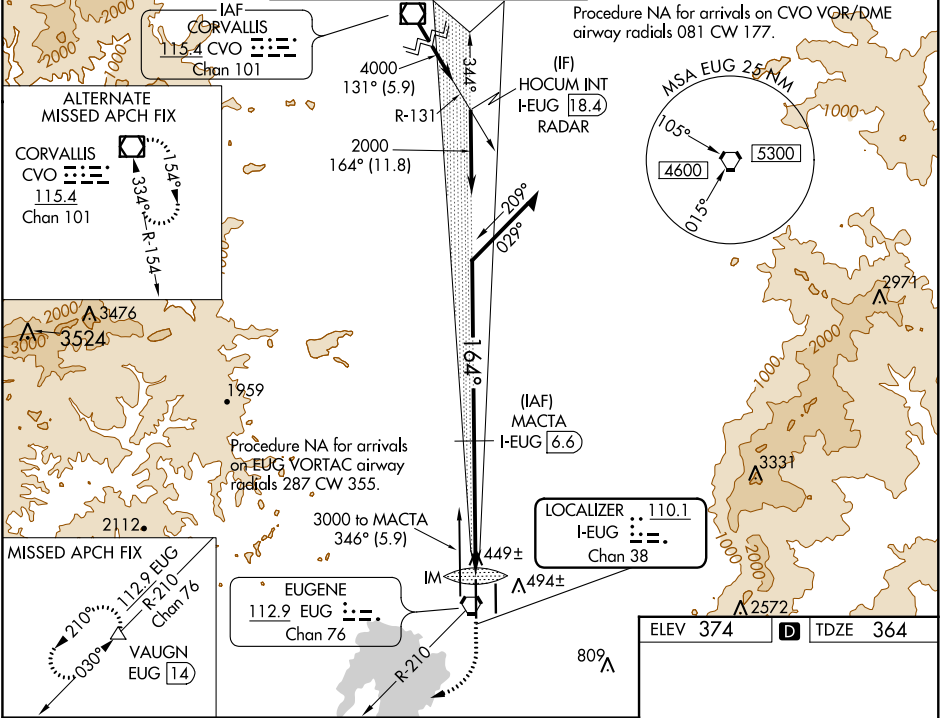 IAF
CORVALLIS
115.4 CVO
Chan 101
4000
131° (5.9)
R-131
344°
2000
164° (11.8)
(IF)
HOCUM INT
I-EUG 18.4
RADAR
Procedure NA for arrivals on CVO VOR/DME
airway radials 081 CW 177.
MSA EUG 25 NM
105°
015°
4600
5300
1000
2000
2000
ALTERNATE
MISSED APCH FIX
CORVALLIS
CVO
115.4
Chan 101
154°
334°
R-154
209°
029°
164°
2000
3476
3000
3524
1959
2112
(IAF)
MACTA
I-EUG 6.6
Procedure NA for arrivals
on EUG VORTAC airway
radials 287 CW 355.
3000 to MACTA
346° (5.9)
LOCALIZER 110.1
I-EUG
Chan 38
449±
494±
IM
EUGENE
112.9 EUG
Chan 76
R-210
809
MISSED APCH FIX
112.9 EUG
R-210
Chan 76
210°
030°
VAUGN
EUG 14
2971
2000
1000
3331
1000
2000
2572
ELEV 374
D
TDZE 364